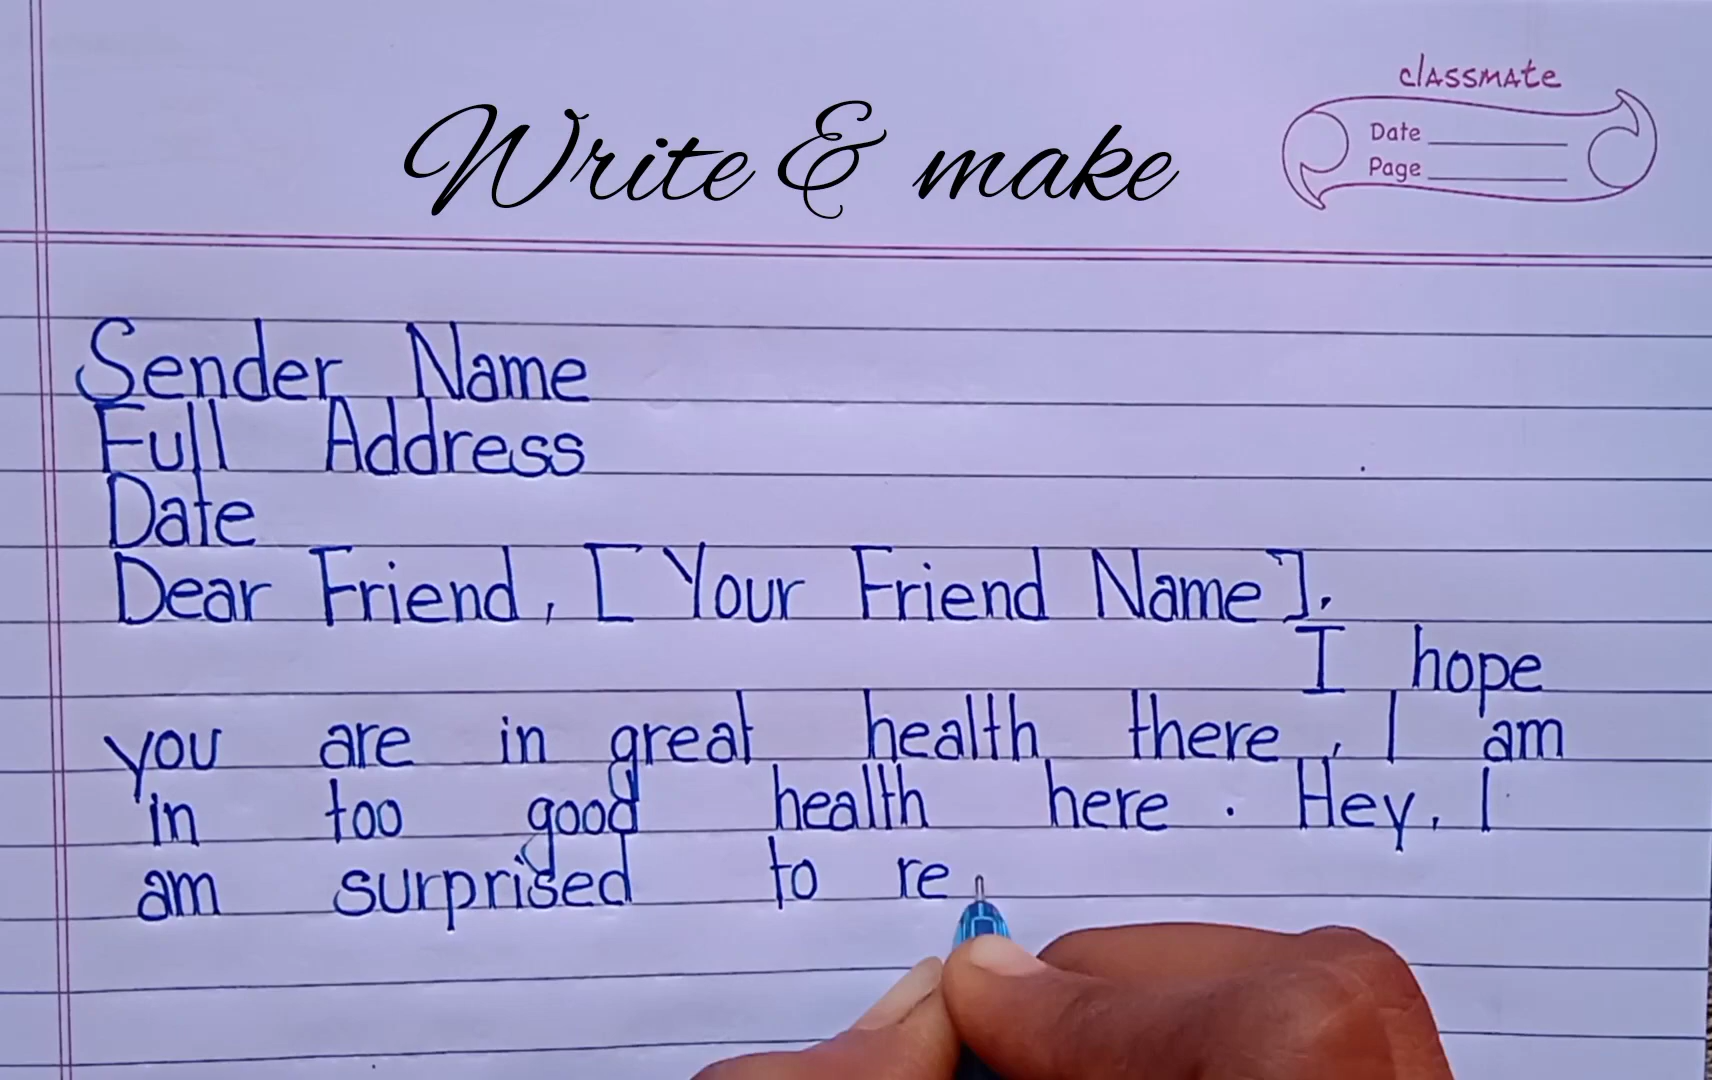 classmate
Write & make
Date
Page
Sender Name
Full Address
Date
Dear Friend, [Your Friend Name],
I hope
you are in great health there, I am
in too good health here. Hey, I
am surprised to re